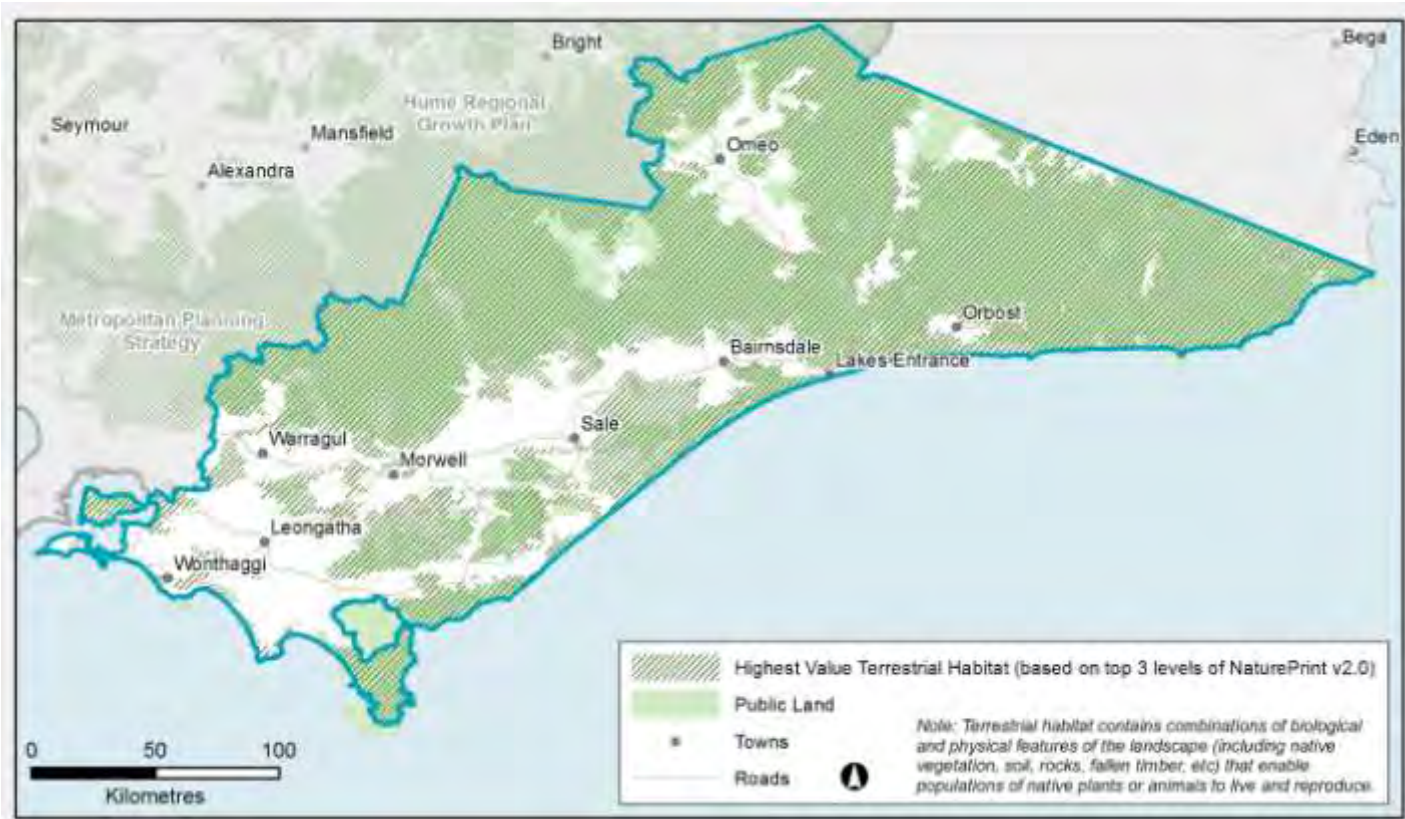 Bright
Bega
Hume Regional
Growth Plan
Seymour
Mansfield
Eden
Omeo
Alexandra
Metropolitan Planning
Strategy
Orbost
Bairnsdale
Lakes Entrance
Sale
Warragul
Morwell
Leongatha
Wonthaggi
Highest Value Terrestrial Habitat (based on top 3 levels of NaturePrint v2.0)
Public Land
Towns
Roads
Note: Terrestrial habitat contains combinations of biological
and physical features of the landscape (including native
vegetation, soil, rocks, fallen timber, etc) that enable
populations of native plants or animals to live and reproduce.
0 50 100
Kilometres